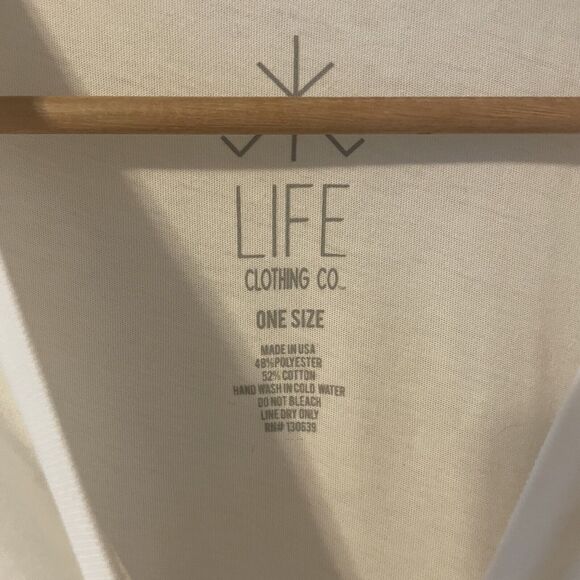 LIFE
CLOTHING CO™
ONE SIZE
MADE IN USA
48% POLYESTER
52% COTTON
HAND WASH IN COLD WATER
DO NOT BLEACH
LINE DRY ONLY
RN# 130639